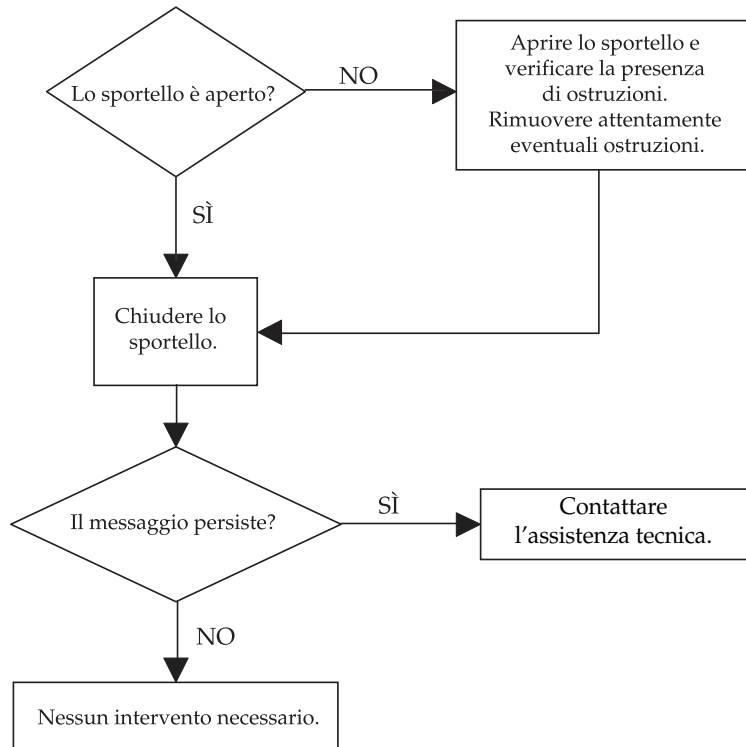 Lo sportello è aperto?
NO
Aprire lo sportello e
verificare la presenza
di ostruzioni.
Rimuovere attentamente
eventuali ostruzioni.
SÌ
Chiudere lo
sportello.
Il messaggio persiste?
SÌ
Contattare
l’assistenza tecnica.
NO
Nessun intervento necessario.